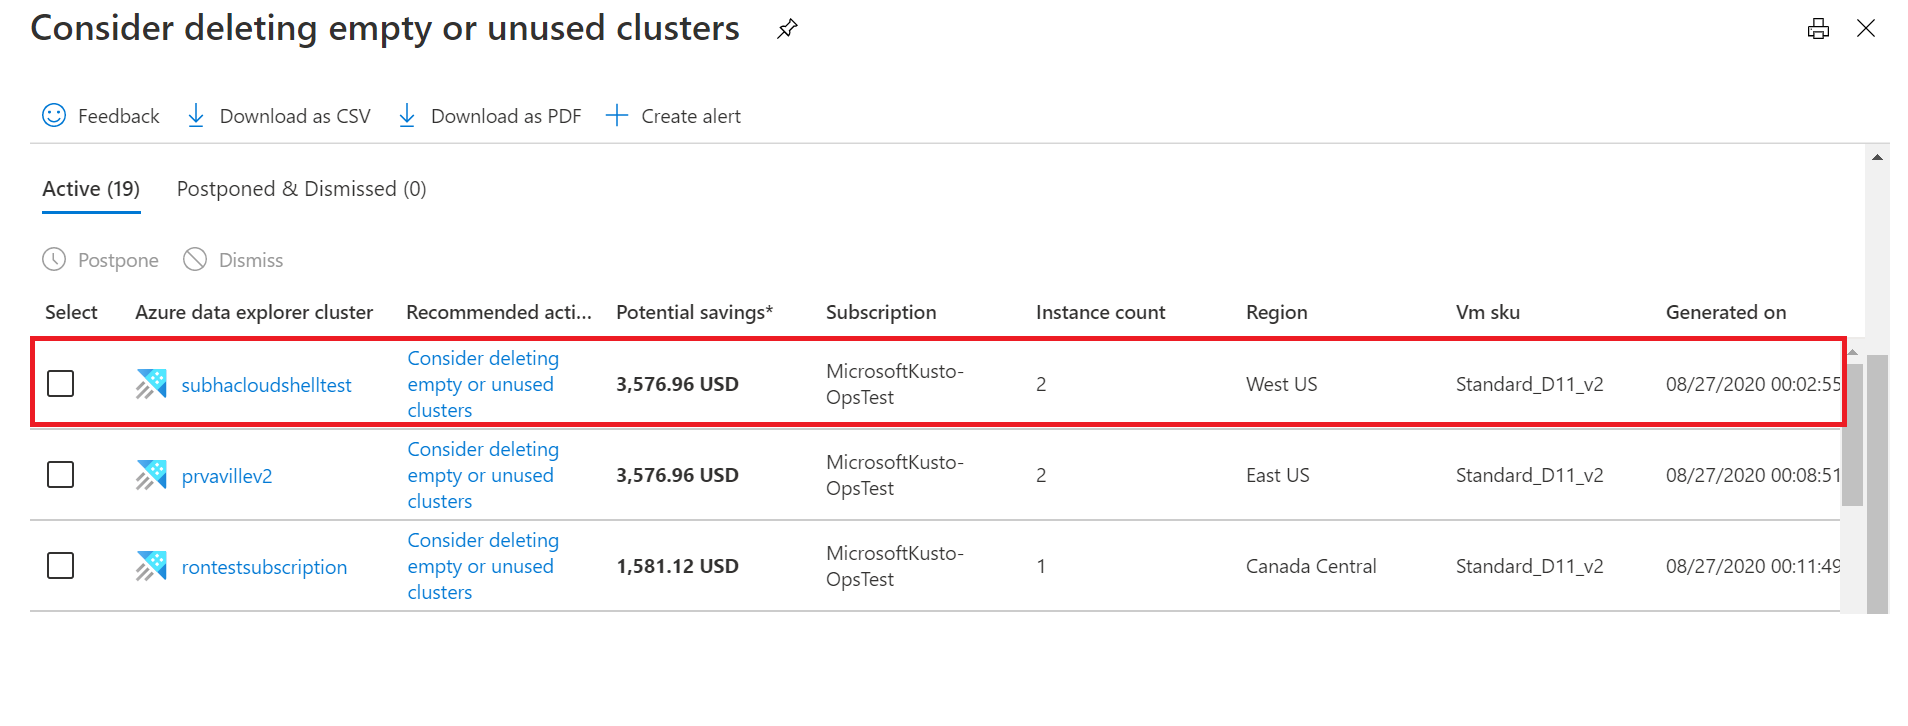 Consider deleting empty or unused clusters
Feedback Download as CSV Download as PDF Create alert
Active (19) Postponed & Dismissed (0)
Postpone Dismiss
Select Azure data explorer cluster Recommended acti... Potential savings* Subscription Instance count Region Vm sku Generated on
subhacloudshelltest Consider deleting empty or unused clusters 3,576.96 USD MicrosoftKusto-OpsTest 2 West US Standard_D11_v2 08/27/2020 00:02:55
prvavillev2 Consider deleting empty or unused clusters 3,576.96 USD MicrosoftKusto-OpsTest 2 East US Standard_D11_v2 08/27/2020 00:08:51
rontestsubscription Consider deleting empty or unused clusters 1,581.12 USD MicrosoftKusto-OpsTest 1 Canada Central Standard_D11_v2 08/27/2020 00:11:49